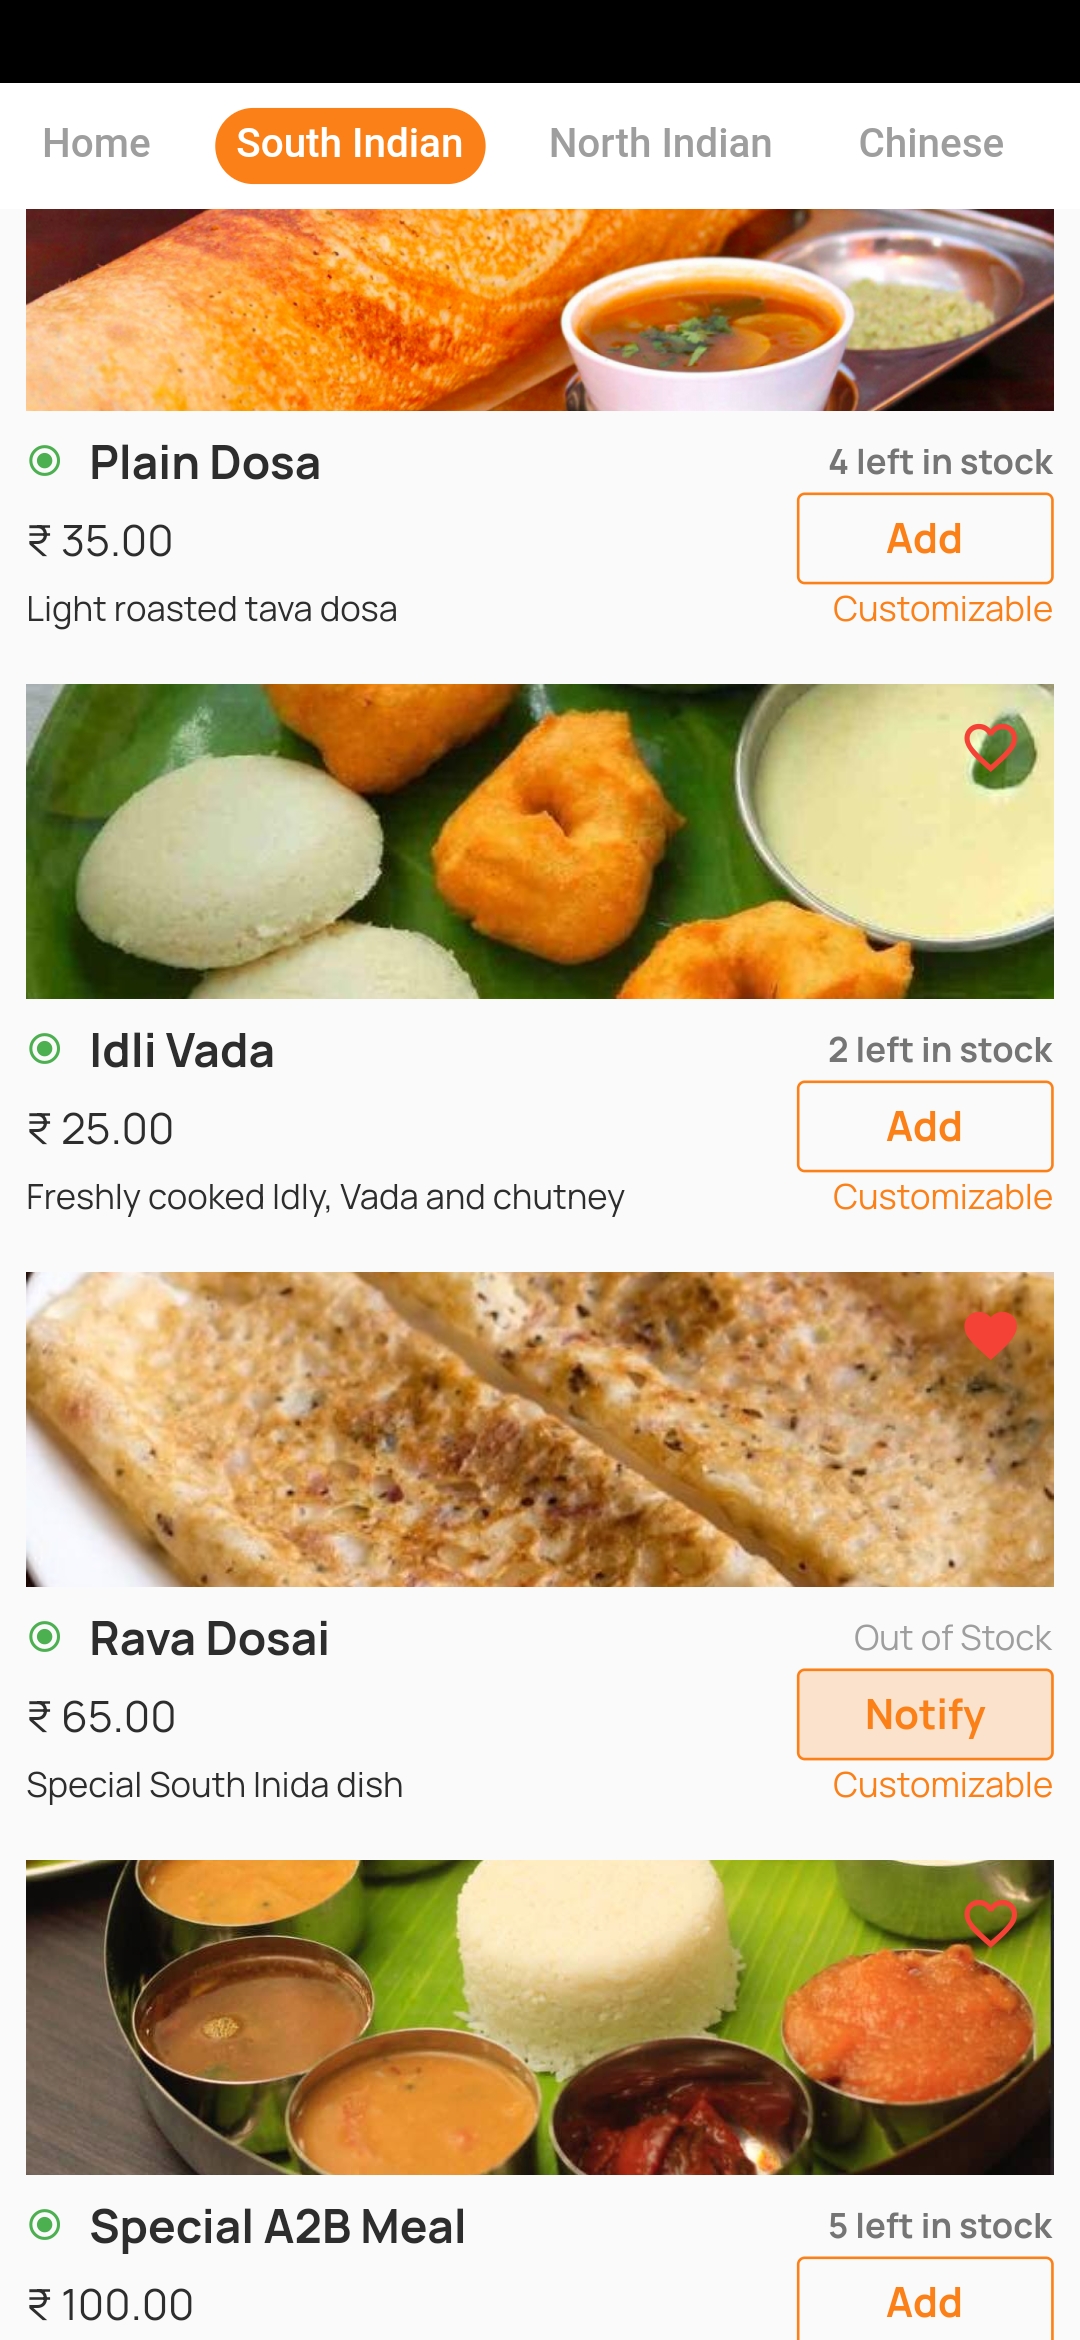 Home South Indian North Indian Chinese
Plain Dosa 4 left in stock
₹ 35.00 Add
Light roasted tava dosa Customizable
Idli Vada 2 left in stock
₹ 25.00 Add
Freshly cooked Idly, Vada and chutney Customizable
Rava Dosai Out of Stock
₹ 65.00 Notify
Special South Inida dish Customizable
Special A2B Meal 5 left in stock
₹ 100.00 Add